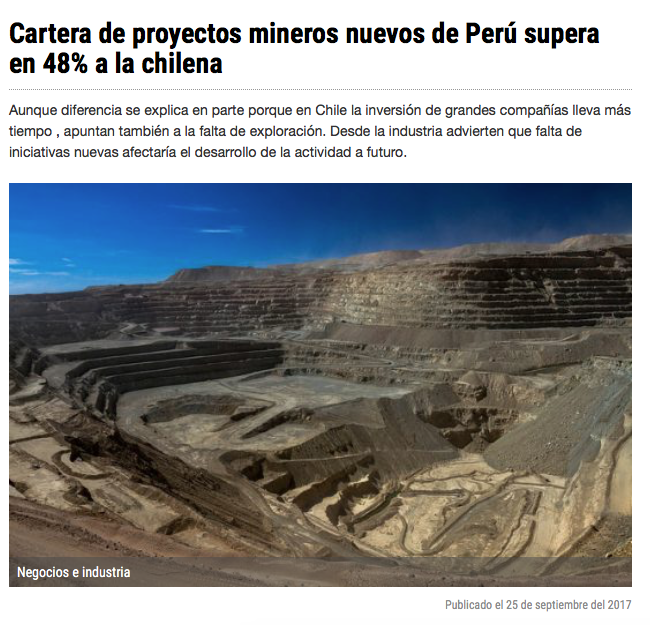 Cartera de proyectos mineros nuevos de Perú supera
en 48% a la chilena
Aunque diferencia se explica en parte porque en Chile la inversión de grandes compañías lleva más
tiempo , apuntan también a la falta de exploración. Desde la industria advierten que falta de
iniciativas nuevas afectaría el desarrollo de la actividad a futuro.
Negocios e industria
Publicado el 25 de septiembre del 2017